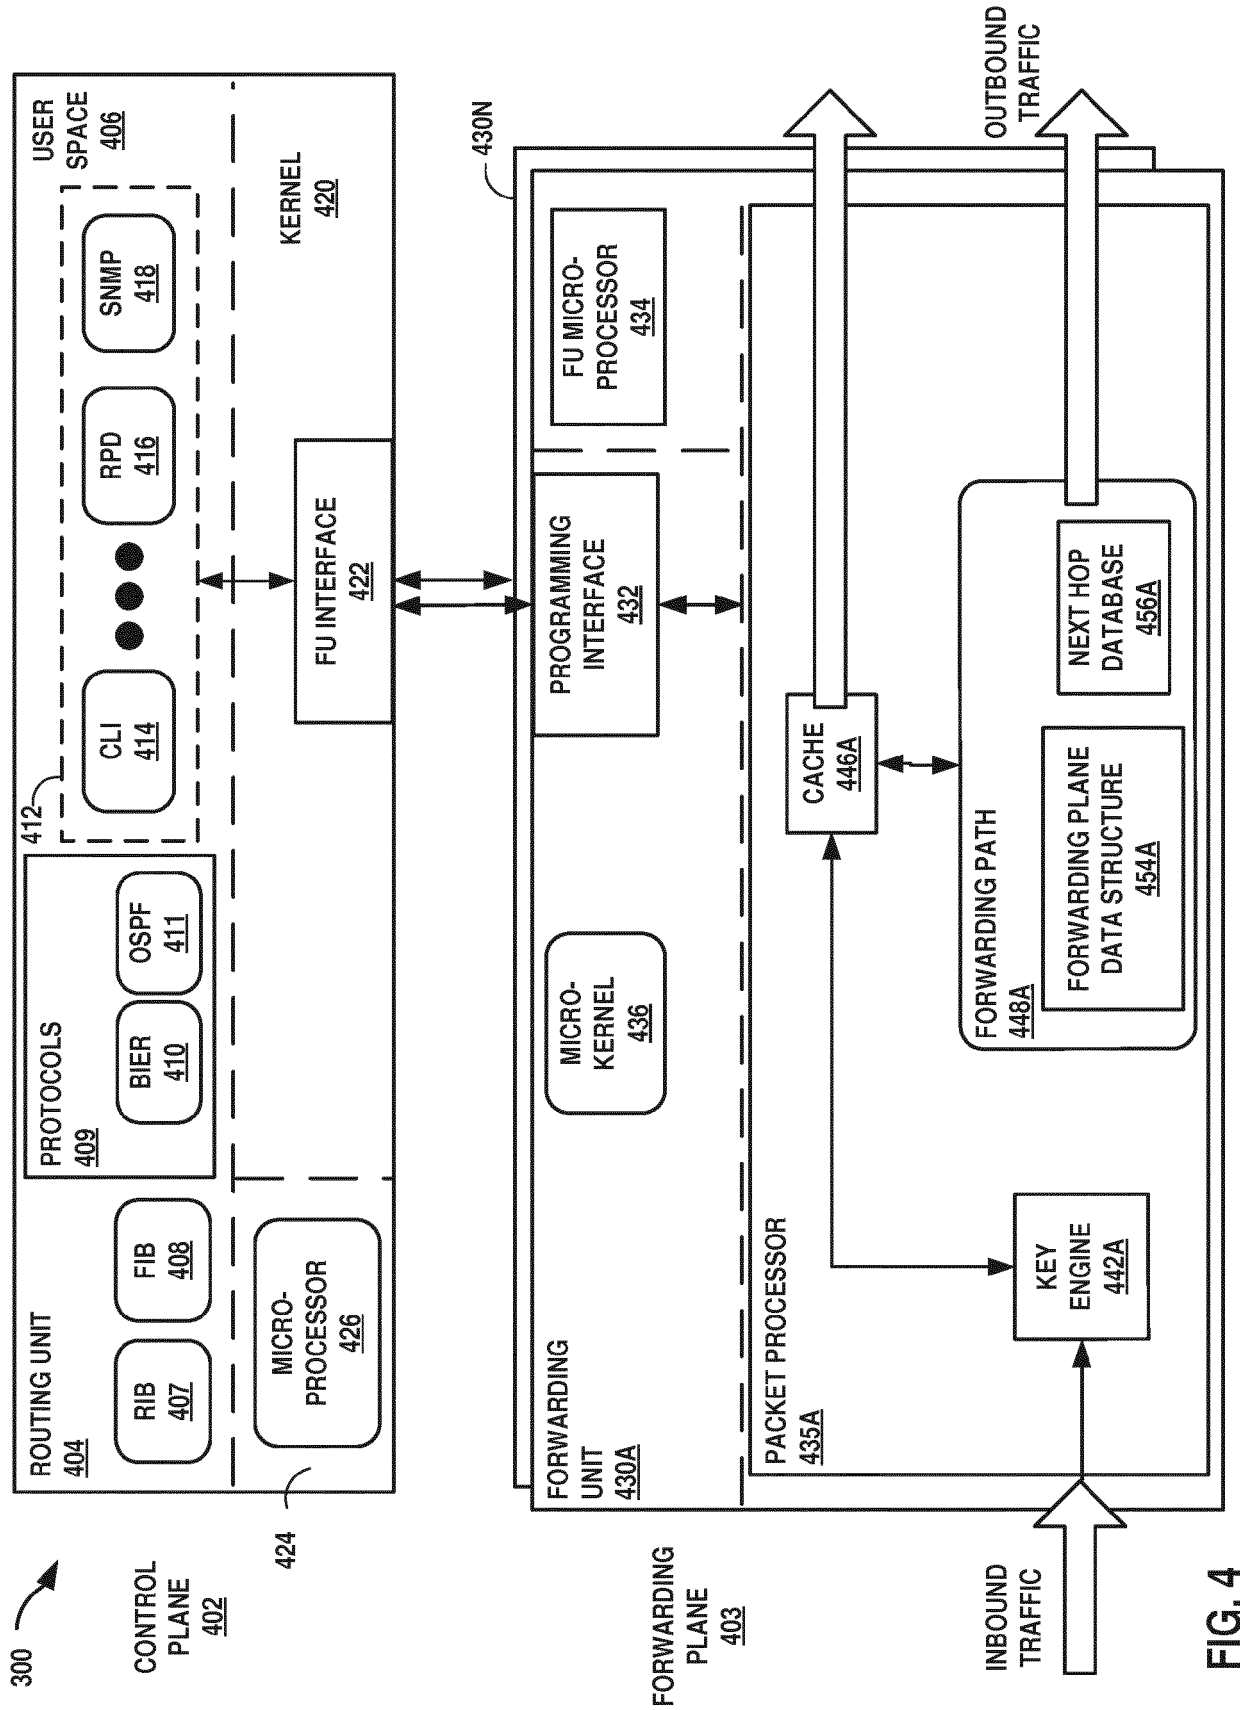 300
CONTROL
PLANE
402
ROUTING UNIT
404
RIB
407
FIB
408
PROTOCOLS
409
BIER
410
OSPF
411
412
CLI
414
RPD
416
SNMP
418
USER
SPACE
406
424
MICRO-
PROCESSOR
426
FU INTERFACE
422
KERNEL
420
FORWARDING
PLANE
403
430N
FORWARDING
UNIT
430A
MICRO-
KERNEL
436
PROGRAMMING
INTERFACE
432
FU MICRO-
PROCESSOR
434
PACKET PROCESSOR
435A
KEY
ENGINE
442A
CACHE
446A
FORWARDING PATH
448A
FORWARDING PLANE
DATA STRUCTURE
454A
NEXT HOP
DATABASE
456A
INBOUND
TRAFFIC
OUTBOUND
TRAFFIC
FIG. 4